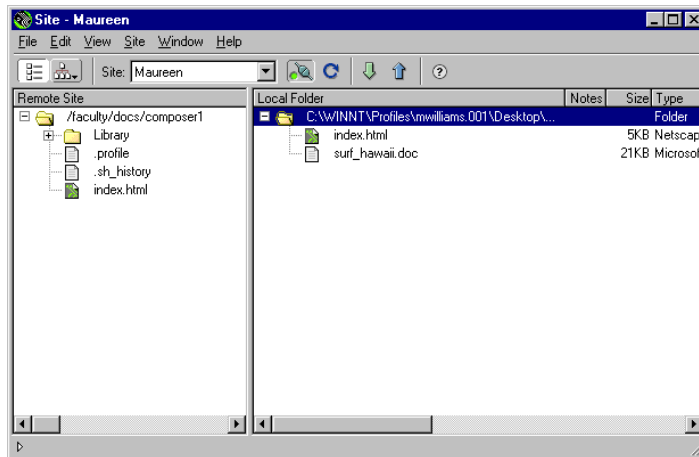 Site - Maureen
File Edit View Site Window Help
Site: Maureen
Remote Site
/faculty/docs/composer1
Library
.profile
.sh_history
index.html
Local Folder Notes Size Type
C:\WINNT\Profiles\mwilliams.001\Desktop\... Folder
index.html 5KB Netscap
surf_hawaii.doc 21KB Microsof